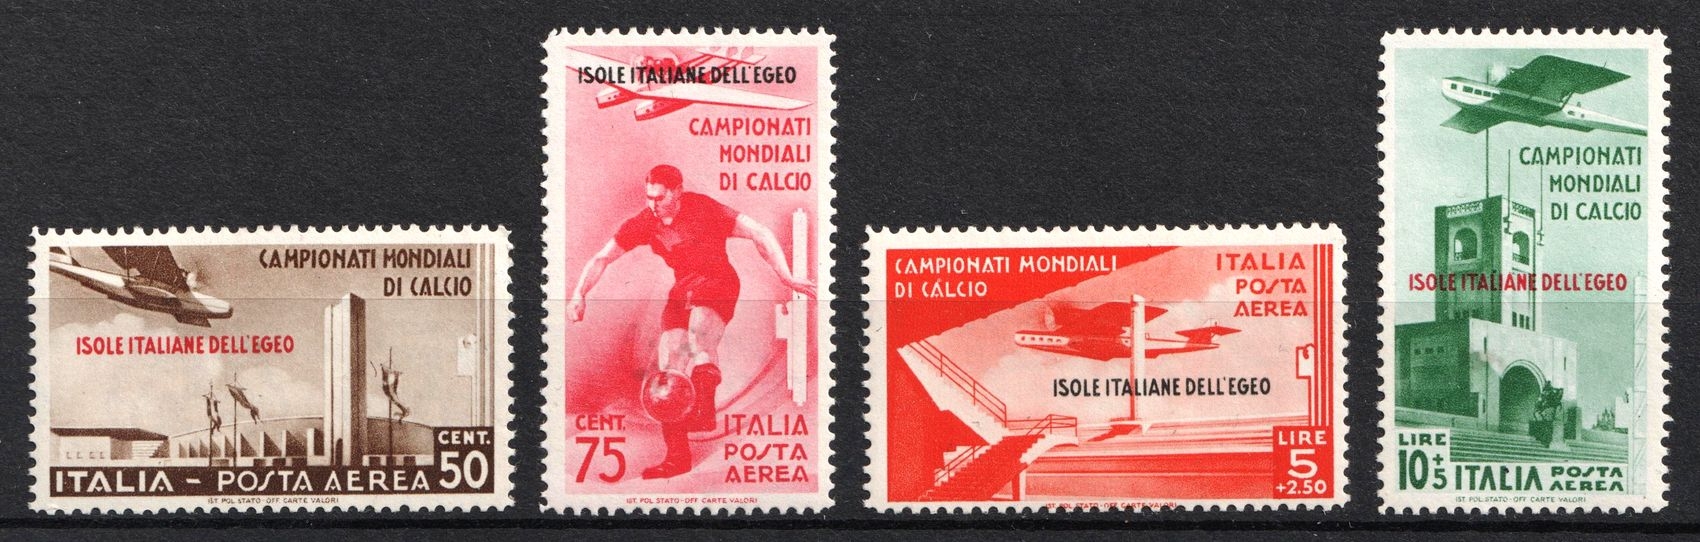 CAMPIONATI MONDIALI
DI CALCIO
ISOLE ITALIANE DELL'EGEO
CENT.
50
ITALIA - POSTA AEREA
IST. POL. STATO - OFF. CARTE VALORI
ISOLE ITALIANE DELL'EGEO
CAMPIONATI
MONDIALI
DI CALCIO
CENT.
75
ITALIA
POSTA
AEREA
IST. POL. STATO - OFF. CARTE VALORI
CAMPIONATI MONDIALI
DI CALCIO
ITALIA
POSTA
AEREA
ISOLE ITALIANE DELL'EGEO
LIRE
5
+2.50
IST. POL. STATO - OFF. CARTE VALORI
CAMPIONATI
MONDIALI
DI CALCIO
ISOLE ITALIANE DELL'EGEO
LIRE
10+5
ITALIA
POSTA
AEREA
IST. POL. STATO - OFF. CARTE VALORI